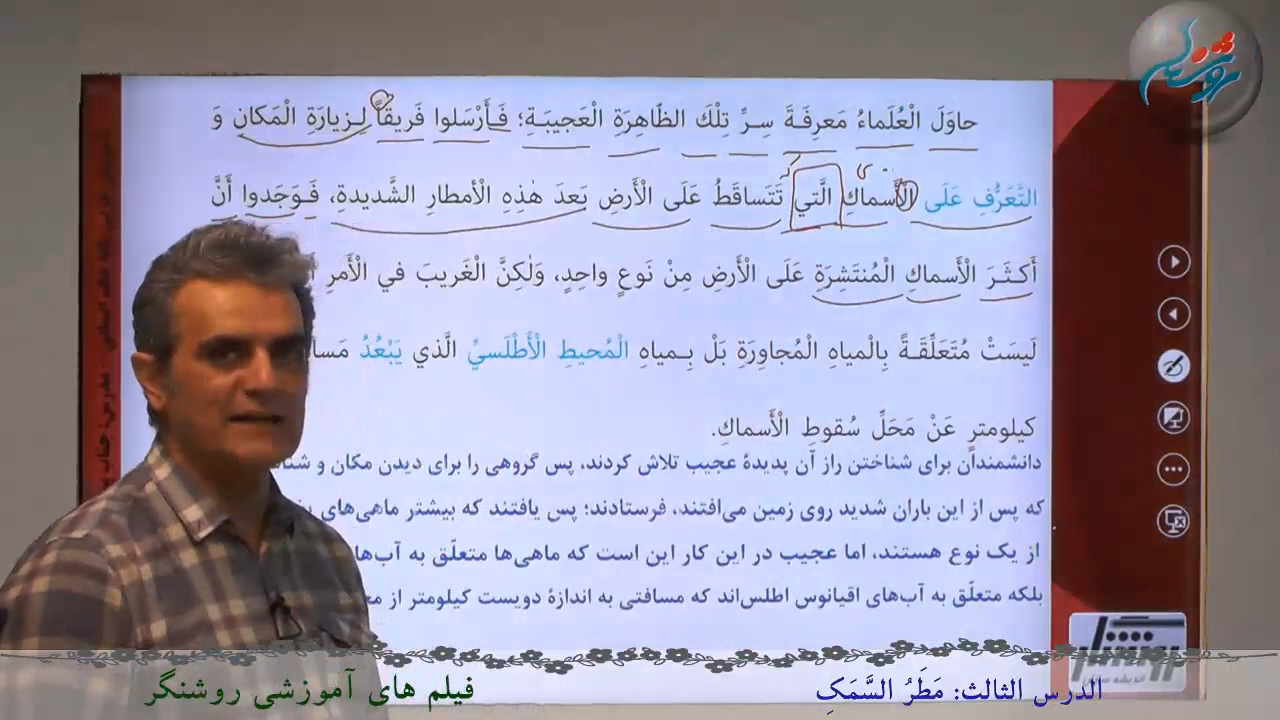 روشنگر
حاوَلَ الْعُلَماءُ مَعرِفَةَ سِرِّ تِلْكَ الظّاهِرَةِ الْعَجيبَةِ؛ فَأَرْسَلوا فَريقاً لِزيارَةِ الْمَكانِ وَ
التَّعَرُّفِ عَلَى الْأَسماكِ الَّتي تَتَساقَطُ عَلَى الْأَرضِ بَعدَ هٰذِهِ الْأمطارِ الشَّديدةِ، فَوَجَدوا أَنَّ
أَكثَرَ الْأَسماكِ الْمُنتَشِرَةِ عَلَى الْأَرضِ مِنْ نَوعٍ واحِدٍ، وَلٰكِنَّ الْغَريبَ في الْأَمرِ
لَيسَتْ مُتَعَلِّقَةً بِالْمياهِ الْمُجاوِرَةِ بَلْ بِمياهِ الْمُحيطِ الْأَطْلَسيِّ الَّذي يَبْعُدُ
كيلومترٍ عَنْ مَحَلِّ سُقوطِ الْأَسماكِ.
دانشمندان برای شناختن راز آن پدیدهٔ عجیب تلاش کردند، پس گروهی را برای دیدن مکان و
که پس از این باران شدید روی زمین می‌افتند، فرستادند؛ پس یافتند که بیشتر ماهی‌های
از یک نوع هستند، اما عجیب در این کار این است که ماهی‌ها متعلّق به
بلکه متعلّق به آب‌های اقیانوس اطلس‌اند که مسافتی به اندازهٔ دویست کیلومتر از
اندیشه سازان
الدرس الثالث: مَطَرُ السَّمَكِ
فیلم های آموزشی روشنگر